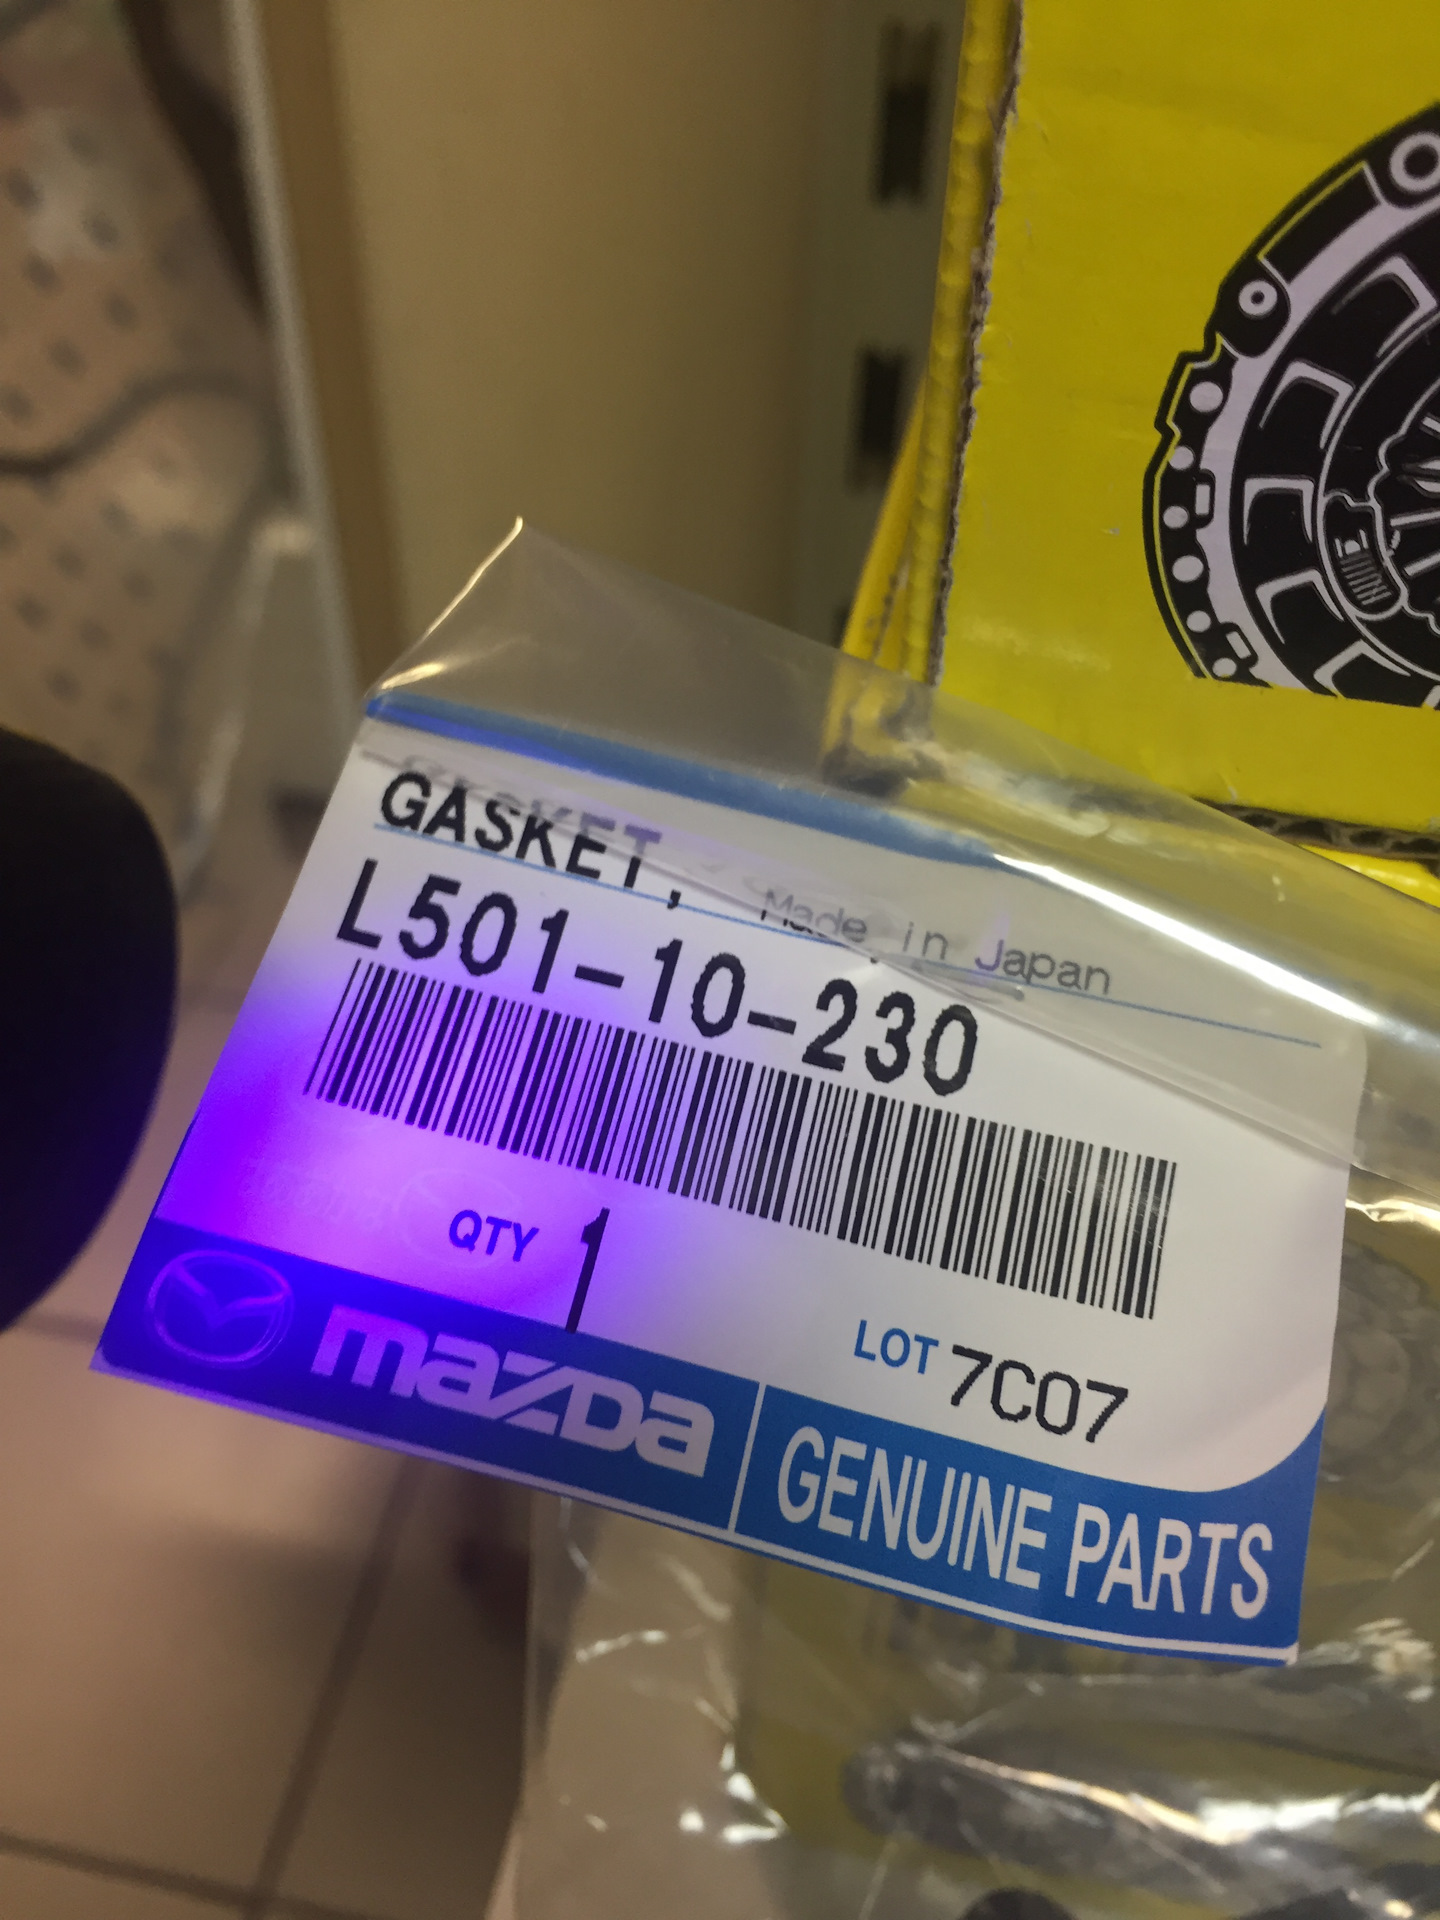 GASKET,
Made in Japan
L501-10-230
QTY 1
LOT 7C07
mazda
GENUINE PARTS